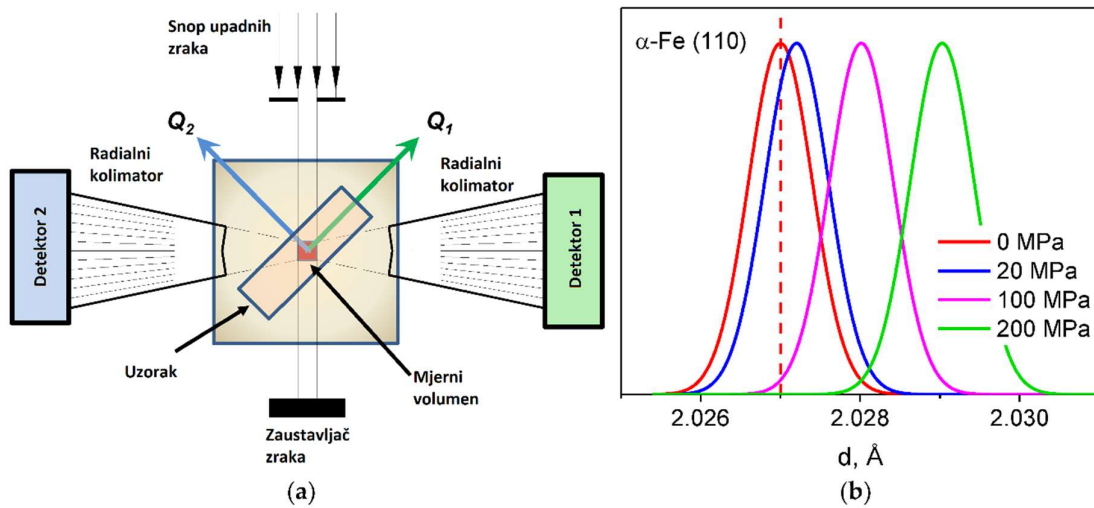 Snop upadnih
zraka
Q2
Q1
Radialni
kolimator
Radialni
kolimator
Detektor 2
Detektor 1
Uzorak
Mjerni
volumen
Zaustavljač
zraka
(a)
α-Fe (110)
0 MPa
20 MPa
100 MPa
200 MPa
2.026 2.028 2.030
d, Å
(b)